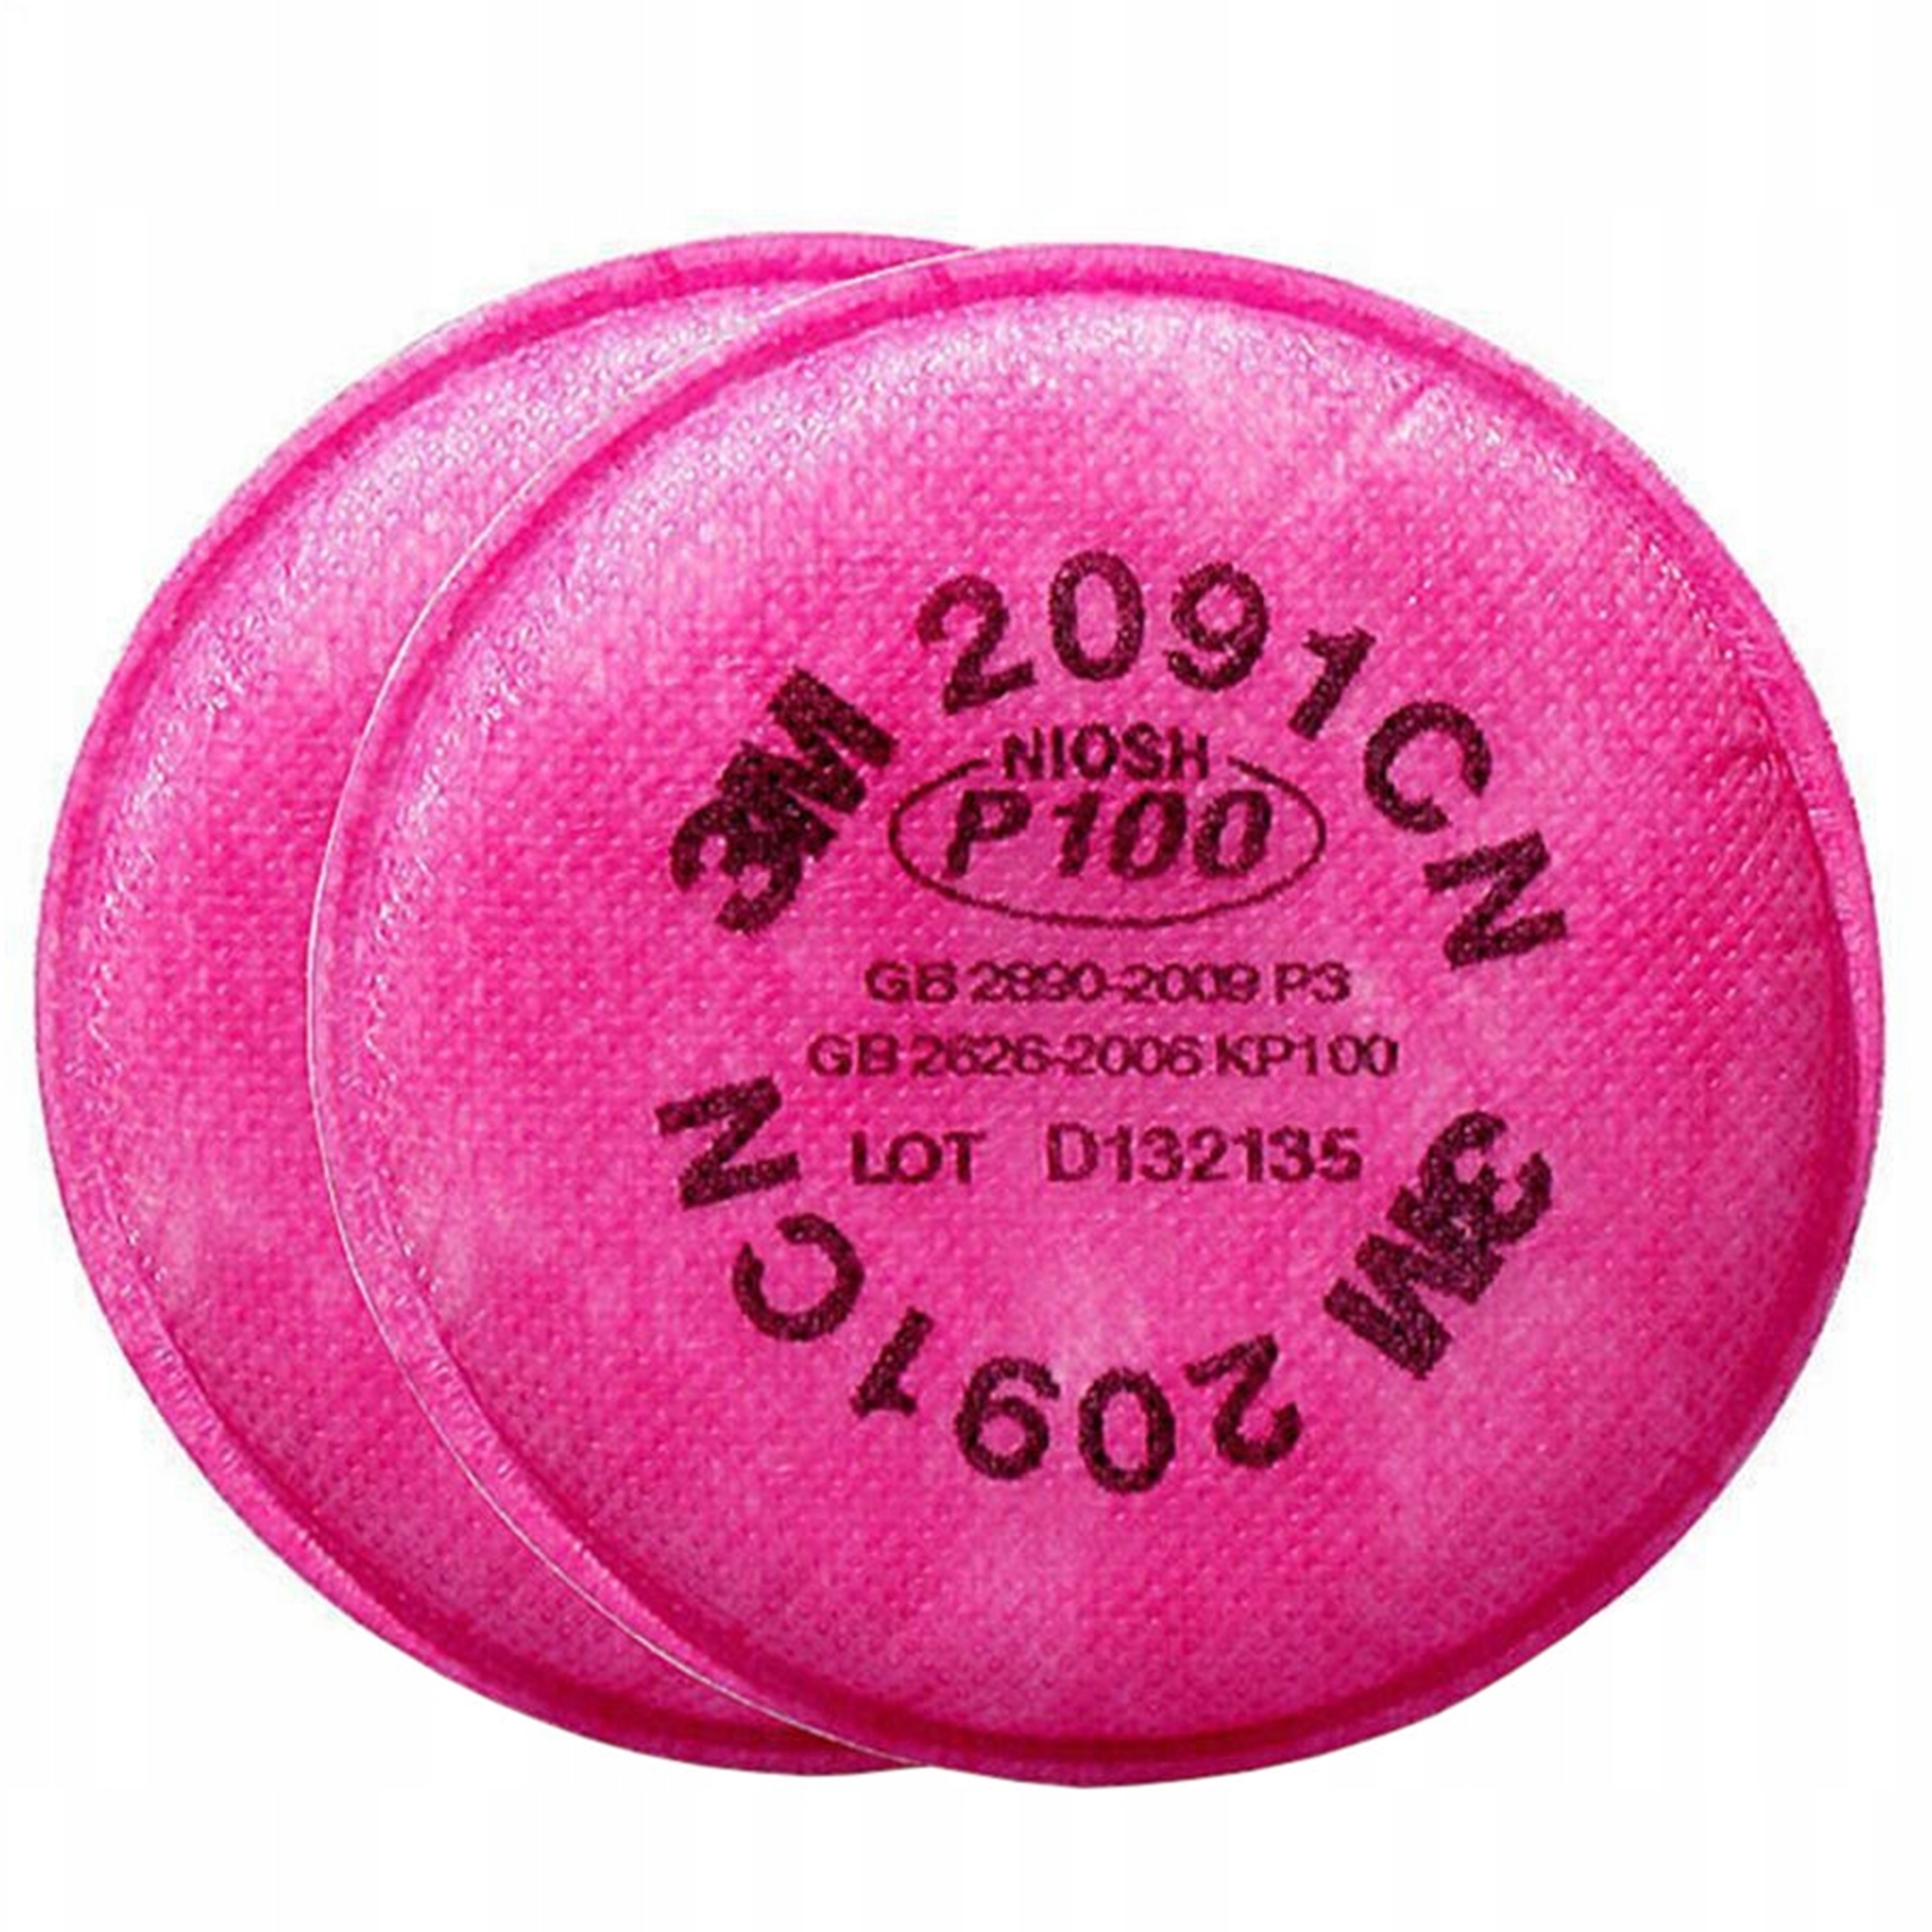 3M 2091CN
NIOSH
P100
GB 2890-2009 P3
GB 2626-2006 KP100
LOT D132135
3M 2091CN